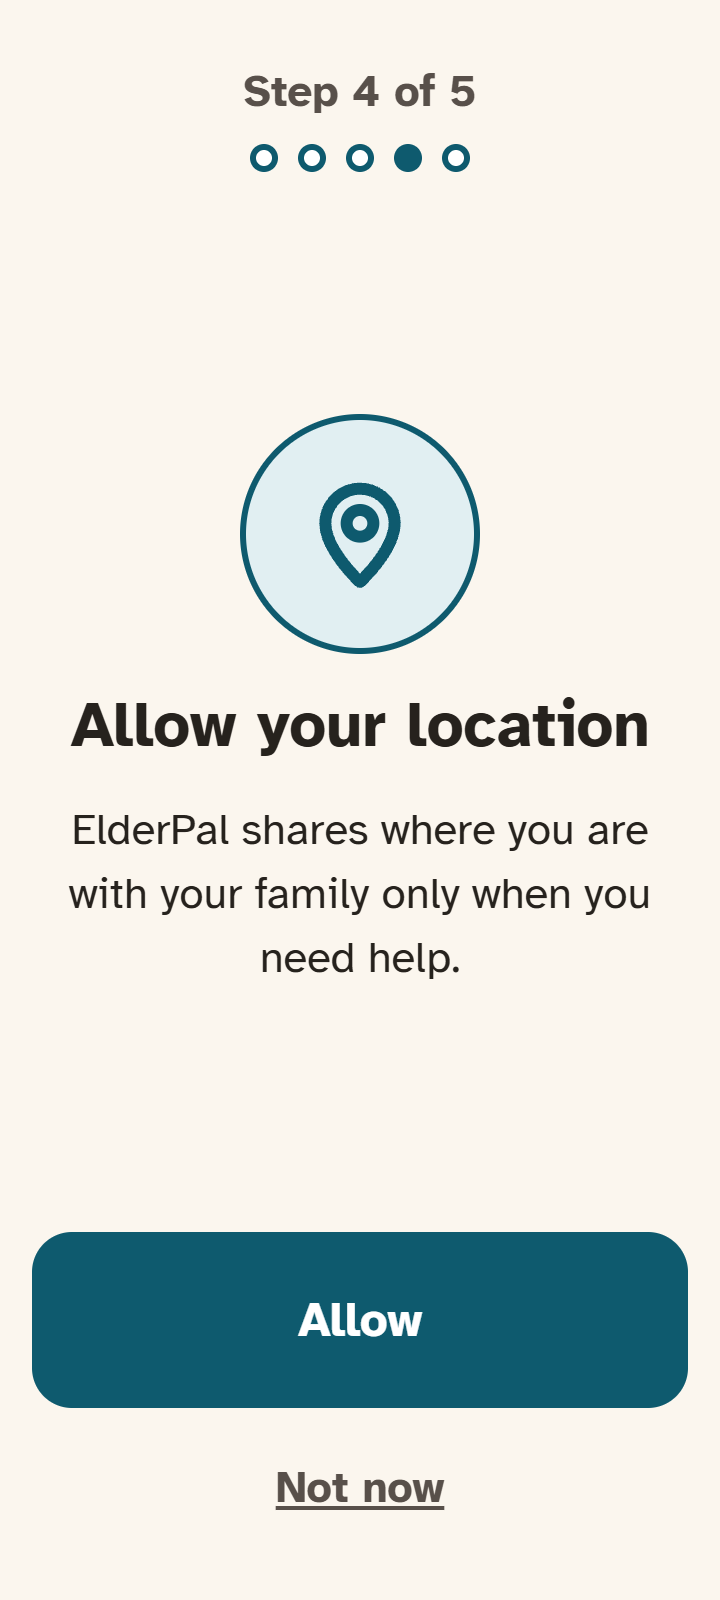 Step 4 of 5
Allow your location
ElderPal shares where you are
with your family only when you
need help.
Allow
Not now